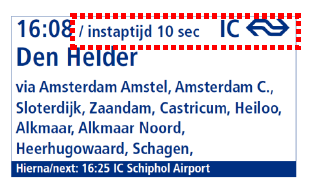 16:08 / instaptijd 10 sec IC
Den Helder
via Amsterdam Amstel, Amsterdam C.,
Sloterdijk, Zaandam, Castricum, Heiloo,
Alkmaar, Alkmaar Noord,
Heerhugowaard, Schagen,
Hierna/next: 16:25 IC Schiphol Airport